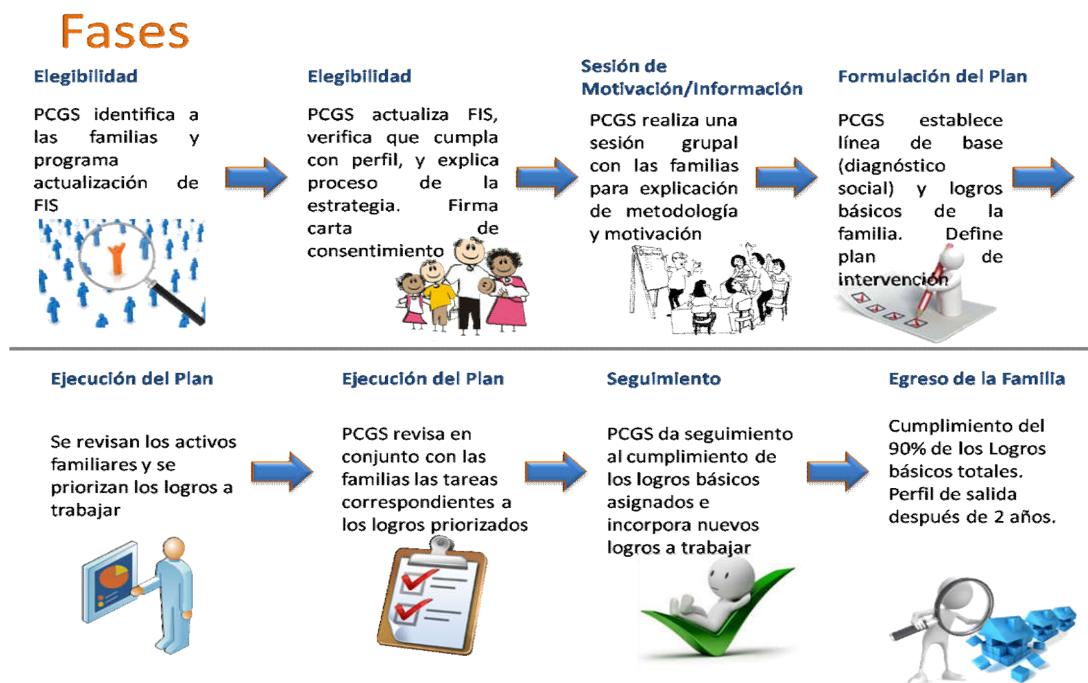 Fases
Elegibilidad
PCGS identifica a
las familias y
programa
actualización de
FIS
Elegibilidad
PCGS actualiza FIS,
verifica que cumpla
con perfil, y explica
proceso de la
estrategia. Firma
carta de
consentimiento
Sesión de
Motivación/Información
PCGS realiza una
sesión grupal
con las familias
para explicación
de metodología
y motivación
Formulación del Plan
PCGS establece
línea de base
(diagnóstico
social) y logros
básicos de la
familia. Define
plan de
intervención
Ejecución del Plan
Se revisan los activos
familiares y se
priorizan los logros a
trabajar
Ejecución del Plan
PCGS revisa en
conjunto con las
familias las tareas
correspondientes a
los logros priorizados
Seguimiento
PCGS da seguimiento
al cumplimiento de
los logros básicos
asignados e
incorpora nuevos
logros a trabajar
Egreso de la Familia
Cumplimiento del
90% de los Logros
básicos totales.
Perfil de salida
después de 2 años.